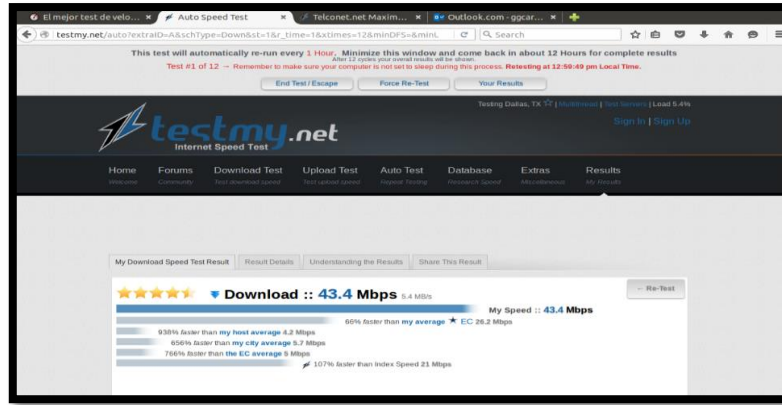 El mejor test de velo... × Auto Speed Test × Telconet.net Maxim... × Outlook.com - ggcar... ×
testmy.net/auto?extraID=A&schType=Down&st=1&r_time=1&xtimes=12&minDFS=&minL Search
This test will automatically re-run every 1 Hour. Minimize this window and come back in about 12 Hours for complete results
After 12 cycles your overall results will be shown.
Test #1 of 12 → Remember to make sure your computer is not set to sleep during this process. Retesting at 12:59:49 pm Local Time.
End Test / Escape Force Re-Test Your Results
Testing Dallas, TX | Multithread | Test Servers | Load 5.4%
testmy.net Sign In | Sign Up
Internet Speed Test
Home Forums Download Test Upload Test Auto Test Database Extras Results
Welcome Community Test download speed Test upload speed Repeat Testing Research Speed Miscellaneous My Results
My Download Speed Test Result Result Details Understanding the Results Share This Result
Download :: 43.4 Mbps 5.4 MB/s ← Re-Test
My Speed :: 43.4 Mbps
66% faster than my average ★ EC 26.2 Mbps
938% faster than my host average 4.2 Mbps
656% faster than my city average 5.7 Mbps
766% faster than the EC average 5 Mbps
107% faster than Index Speed 21 Mbps